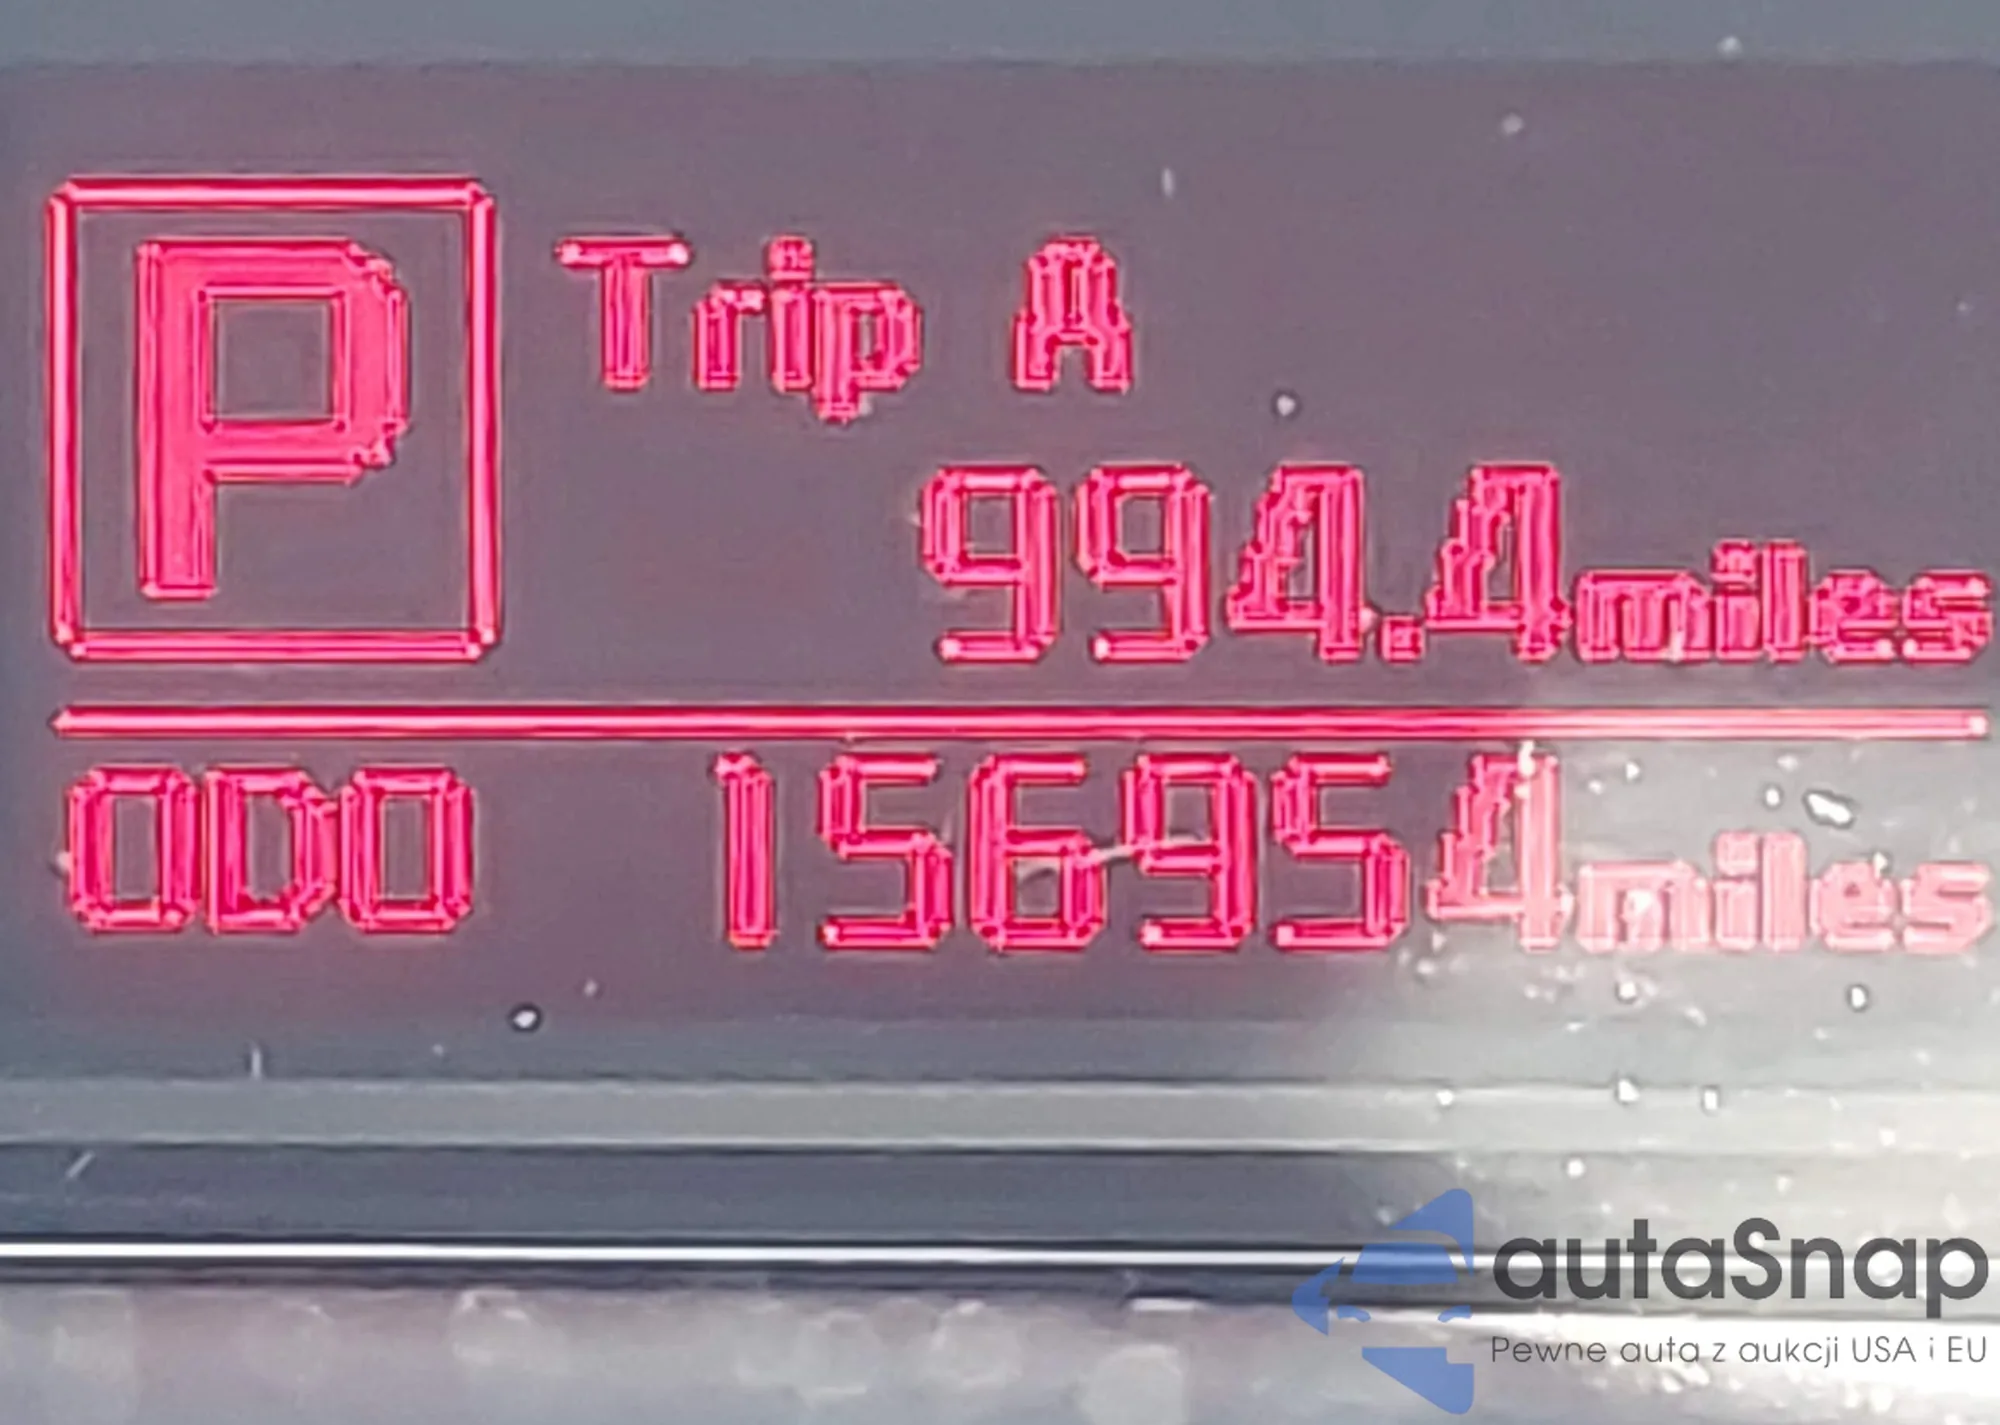 P
Trip A
994.4miles
ODO 156954miles
autaSnap
Pewne auta z aukcji USA i EU